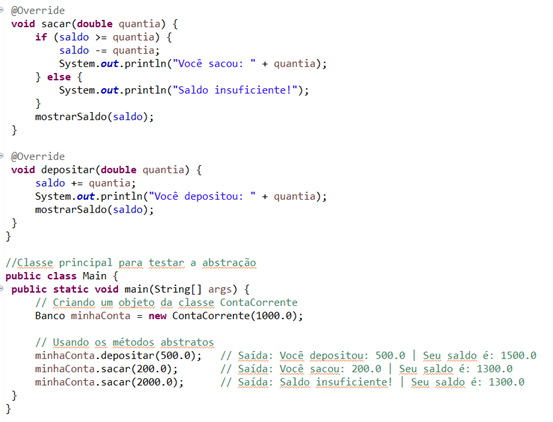 @Override
void sacar(double quantia) {
    if (saldo >= quantia) {
        saldo -= quantia;
        System.out.println("Você sacou: " + quantia);
    } else {
        System.out.println("Saldo insuficiente!");
    }
    mostrarSaldo(saldo);
}

@Override
void depositar(double quantia) {
    saldo += quantia;
    System.out.println("Você depositou: " + quantia);
    mostrarSaldo(saldo);
}
}

//Classe principal para testar a abstração
public class Main {
public static void main(String[] args) {
    // Criando um objeto da classe ContaCorrente
    Banco minhaConta = new ContaCorrente(1000.0);

    // Usando os métodos abstratos
    minhaConta.depositar(500.0);   // Saída: Você depositou: 500.0 | Seu saldo é: 1500.0
    minhaConta.sacar(200.0);       // Saída: Você sacou: 200.0 | Seu saldo é: 1300.0
    minhaConta.sacar(2000.0);      // Saída: Saldo insuficiente! | Seu saldo é: 1300.0
}
}